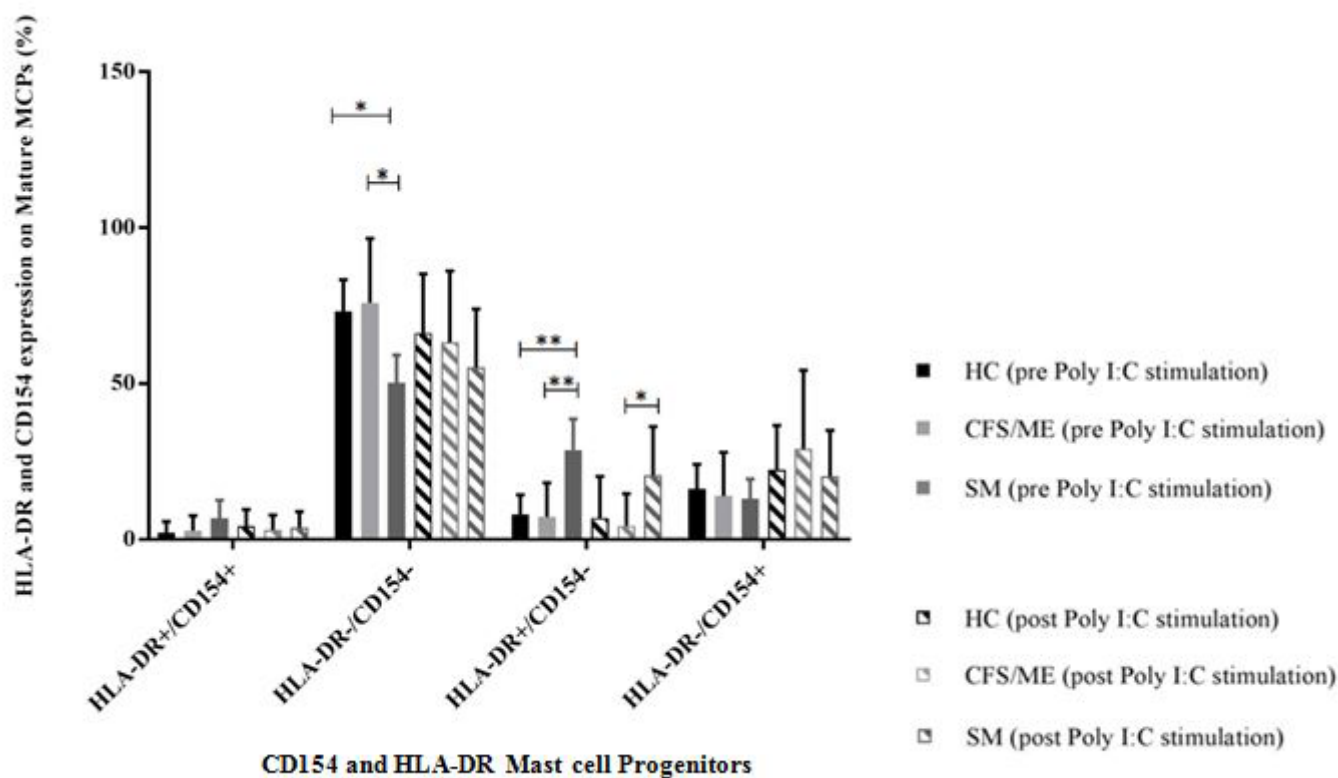 HLA-DR and CD154 expression on Mature MCPs (%)
150
100
50
0
*
*
**
**
*
HLA-DR+/CD154+
HLA-DR-/CD154-
HLA-DR+/CD154-
HLA-DR-/CD154+
CD154 and HLA-DR Mast cell Progenitors
HC (pre Poly I:C stimulation)
CFS/ME (pre Poly I:C stimulation)
SM (pre Poly I:C stimulation)
HC (post Poly I:C stimulation)
CFS/ME (post Poly I:C stimulation)
SM (post Poly I:C stimulation)